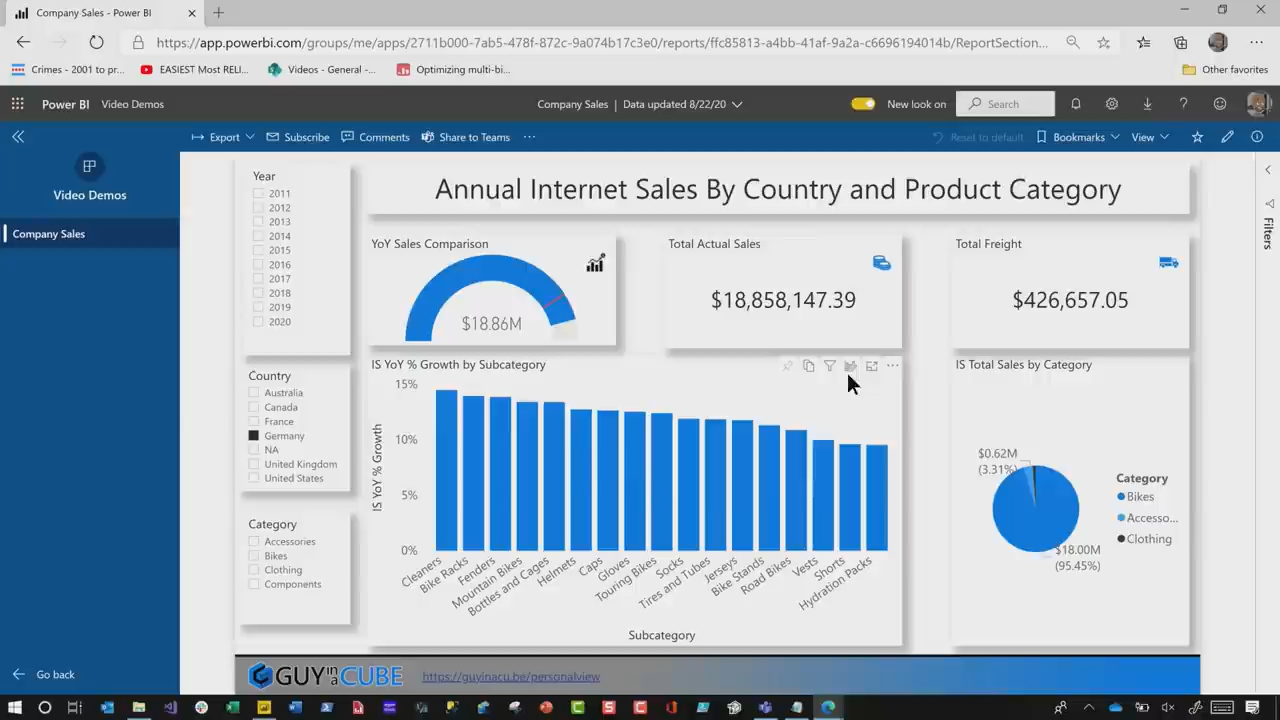 Company Sales - Power BI
https://app.powerbi.com/groups/me/apps/2711b000-7ab5-478f-872c-9a074b17c3e0/reports/ffc85813-a4bb-41af-9a2a-c6696194014b/ReportSection...
Crimes - 2001 to pr...
EASIEST Most RELI...
Videos - General -...
Optimizing multi-bi...
Other favorites
Power BI
Video Demos
Company Sales | Data updated 8/22/20
New look on
Search
Export
Subscribe
Comments
Share to Teams
Reset to default
Bookmarks
View
Video Demos
Company Sales
Go back
Filters
Year
2011
2012
2013
2014
2015
2016
2017
2018
2019
2020
Country
Australia
Canada
France
Germany
NA
United Kingdom
United States
Category
Accessories
Bikes
Clothing
Components
Annual Internet Sales By Country and Product Category
YoY Sales Comparison
$18.86M
Total Actual Sales
$18,858,147.39
Total Freight
$426,657.05
IS YoY % Growth by Subcategory
IS YoY % Growth
15%
10%
5%
0%
Cleaners
Bike Racks
Fenders
Mountain Bikes
Bottles and Cages
Helmets
Caps
Gloves
Touring Bikes
Socks
Tires and Tubes
Jerseys
Bike Stands
Road Bikes
Vests
Shorts
Hydration Packs
Subcategory
IS Total Sales by Category
$0.62M
(3.31%)
$18.00M
(95.45%)
Category
Bikes
Accesso...
Clothing
GUY in a CUBE
https://guyinacu.be/personalview